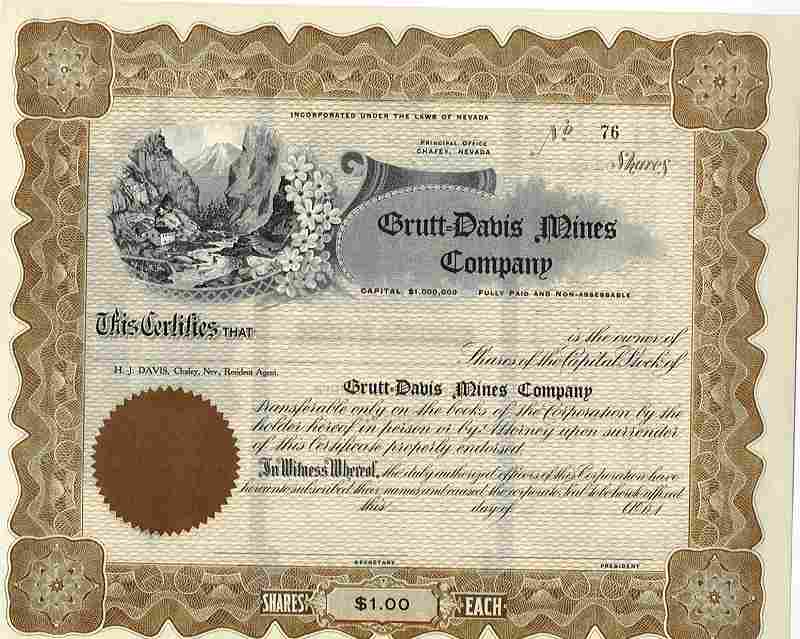 INCORPORATED UNDER THE LAWS OF NEVADA
No 76
PRINCIPAL OFFICE
CHAFEY, NEVADA
Shares
Grutt-Davis Mines
Company
CAPITAL $1,000,000 FULLY PAID AND NON-ASSESSABLE
This Certifies THAT
is the owner of
Shares of the Capital Stock of
H. J. DAVIS, Chafey, Nev., Resident Agent.
Grutt-Davis Mines Company
transferable only on the books of the Corporation by the
holder hereof in person or by Attorney upon surrender
of this Certificate properly endorsed
In Witness Whereof, the duly authorized officers of this Corporation have
hereunto subscribed their names and caused the corporate Seal to be hereto affixed
this day of A.D. 191
SECRETARY
PRESIDENT
SHARES $1.00 EACH